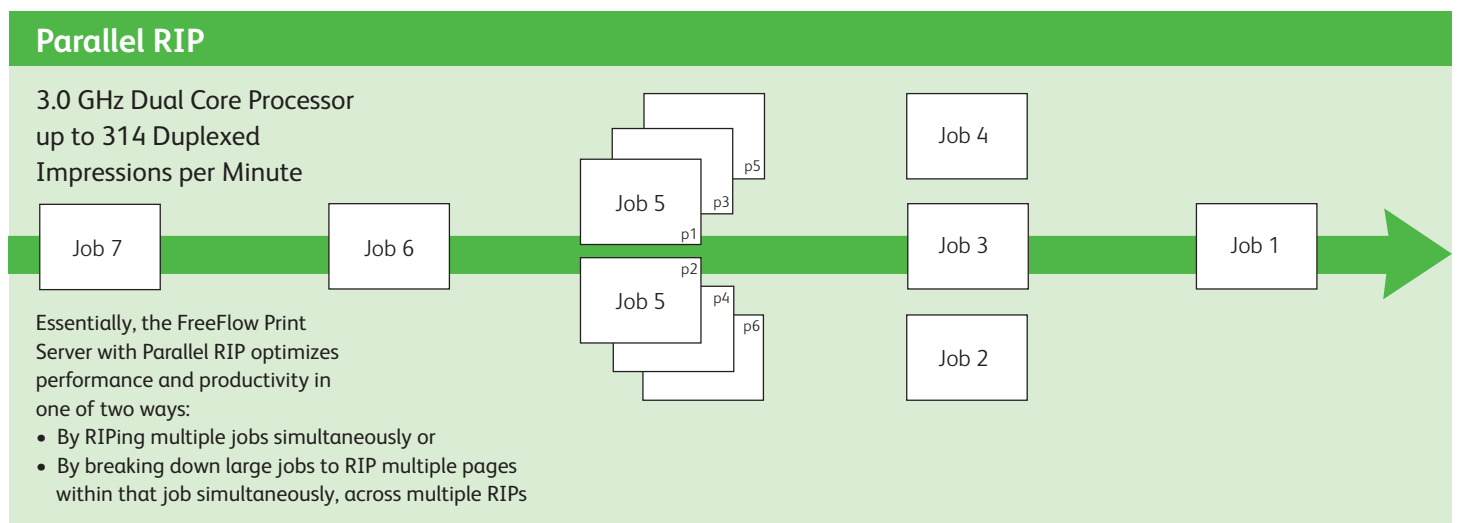 Parallel RIP
3.0 GHz Dual Core Processor
up to 314 Duplexed
Impressions per Minute
Job 7
Job 6
p5
p3
Job 5
p1
p2
Job 5
p4
p6
Job 4
Job 3
Job 2
Job 1
Essentially, the FreeFlow Print
Server with Parallel RIP optimizes
performance and productivity in
one of two ways:
• By RIPing multiple jobs simultaneously or
• By breaking down large jobs to RIP multiple pages
within that job simultaneously, across multiple RIPs